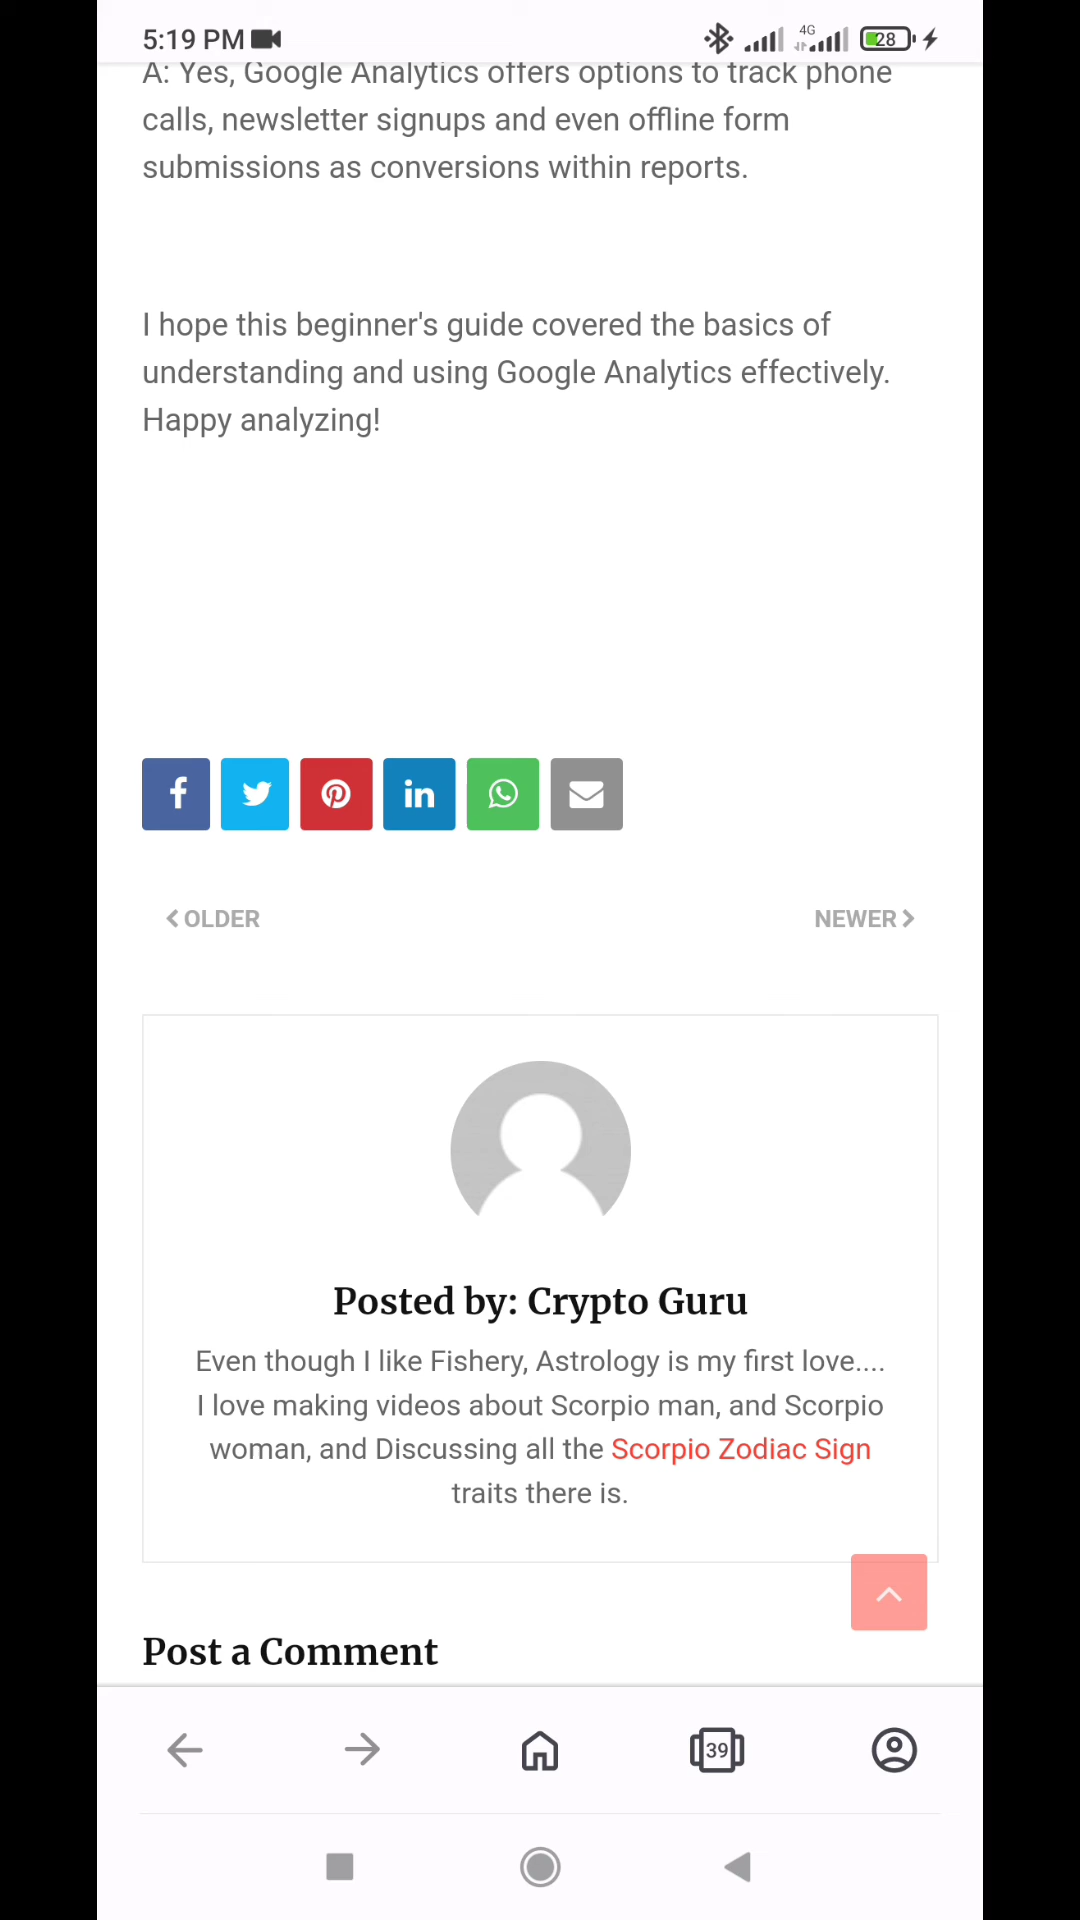 5:19 PM
4G
28
A: Yes, Google Analytics offers options to track phone
calls, newsletter signups and even offline form
submissions as conversions within reports.
I hope this beginner's guide covered the basics of
understanding and using Google Analytics effectively.
Happy analyzing!
OLDER
NEWER
Posted by: Crypto Guru
Even though I like Fishery, Astrology is my first love....
I love making videos about Scorpio man, and Scorpio
woman, and Discussing all the Scorpio Zodiac Sign
traits there is.
Post a Comment
39